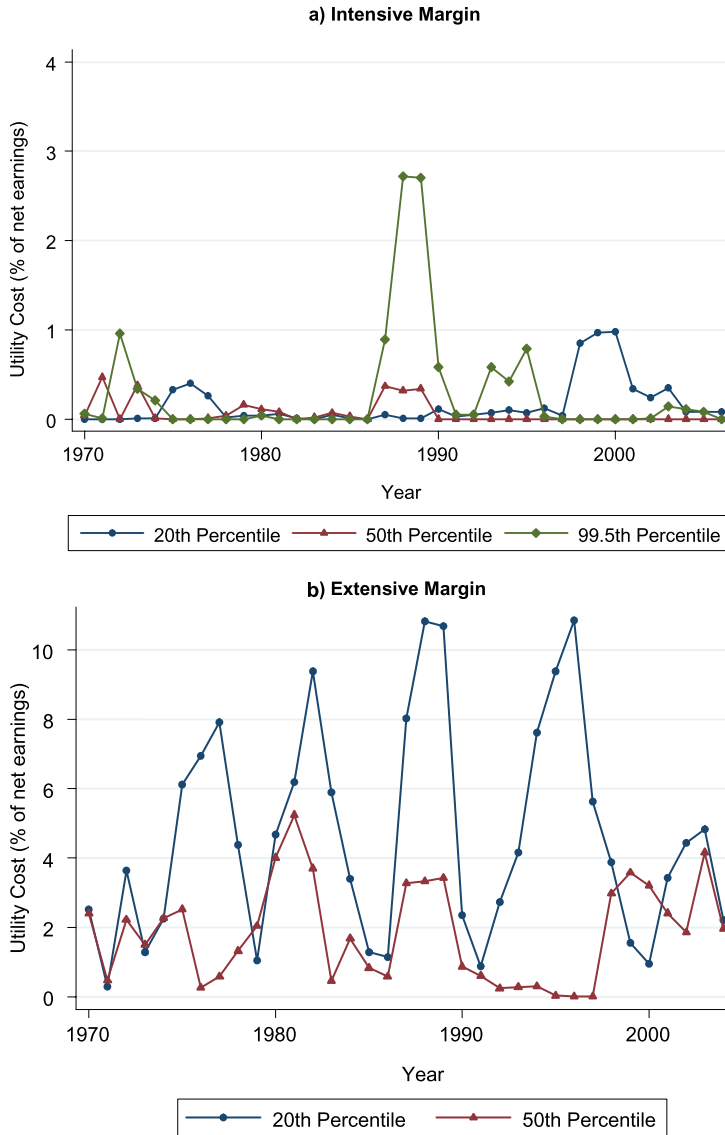 a) Intensive Margin
Utility Cost (% of net earnings)
4
3
2
1
0
1970 1980 1990 2000
Year
20th Percentile 50th Percentile 99.5th Percentile
b) Extensive Margin
Utility Cost (% of net earnings)
10
8
6
4
2
0
1970 1980 1990 2000
Year
20th Percentile 50th Percentile